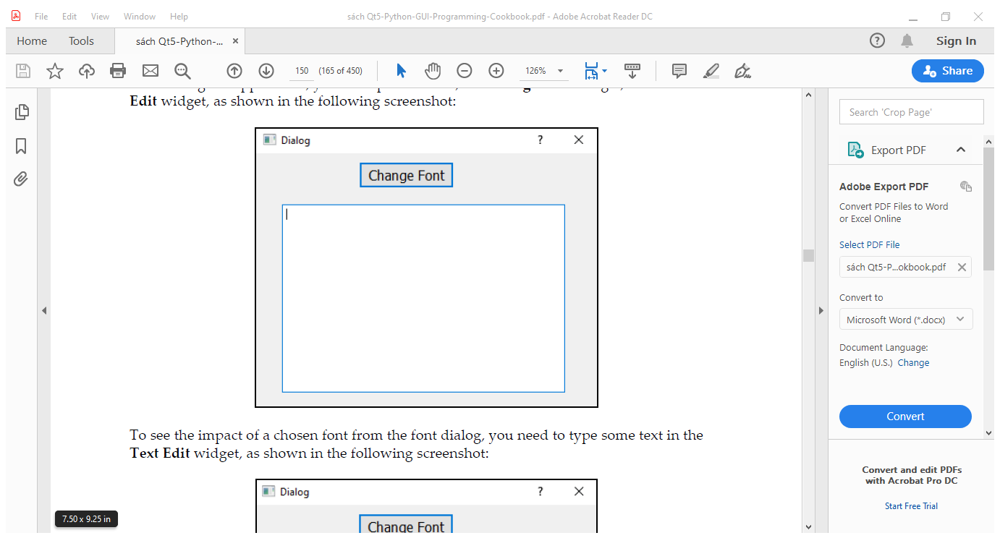 File Edit View Window Help
sách Qt5-Python-GUI-Programming-Cookbook.pdf - Adobe Acrobat Reader DC
Home Tools sách Qt5-Python-... × Sign In
150 (165 of 450) 126% Share
Edit widget, as shown in the following screenshot:
Dialog ?
Change Font
To see the impact of a chosen font from the font dialog, you need to type some text in the
Text Edit widget, as shown in the following screenshot:
Dialog ?
Change Font
7.50 x 9.25 in
Search 'Crop Page'
Export PDF
Adobe Export PDF
Convert PDF Files to Word
or Excel Online
Select PDF File
sách Qt5-P...okbook.pdf
Convert to
Microsoft Word (*.docx)
Document Language:
English (U.S.) Change
Convert
Convert and edit PDFs
with Acrobat Pro DC
Start Free Trial